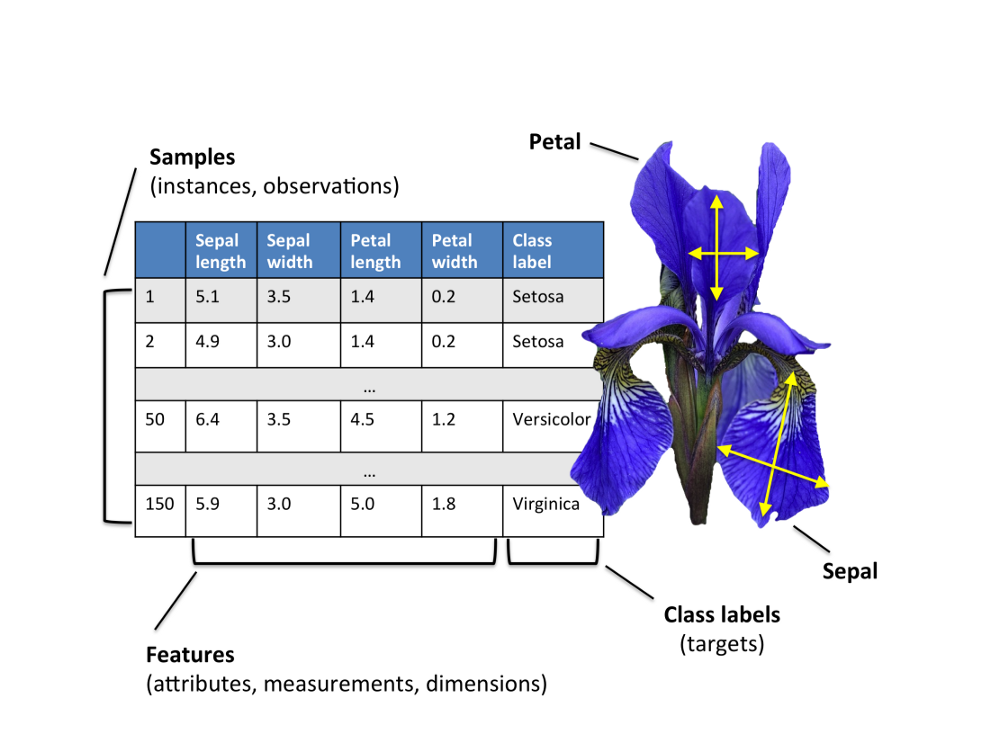 Petal
Samples
(instances, observations)
Sepal length Sepal width Petal length Petal width Class label
1 5.1 3.5 1.4 0.2 Setosa
2 4.9 3.0 1.4 0.2 Setosa
...
50 6.4 3.5 4.5 1.2 Versicolor
...
150 5.9 3.0 5.0 1.8 Virginica
Sepal
Class labels
(targets)
Features
(attributes, measurements, dimensions)